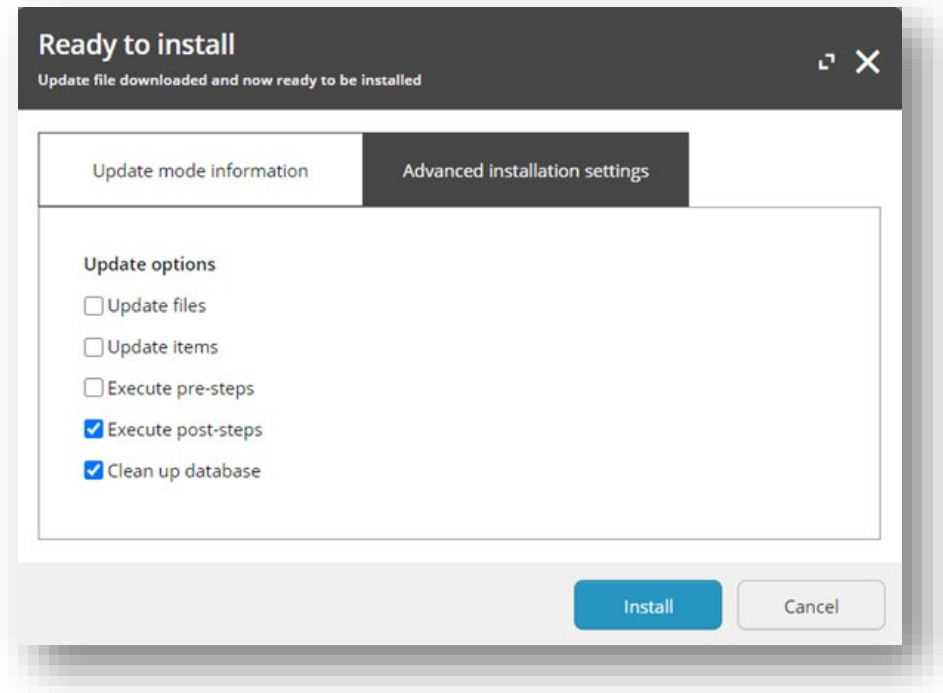 Ready to install
Update file downloaded and now ready to be installed
Update mode information
Advanced installation settings
Update options
Update files
Update items
Execute pre-steps
Execute post-steps
Clean up database
Install
Cancel